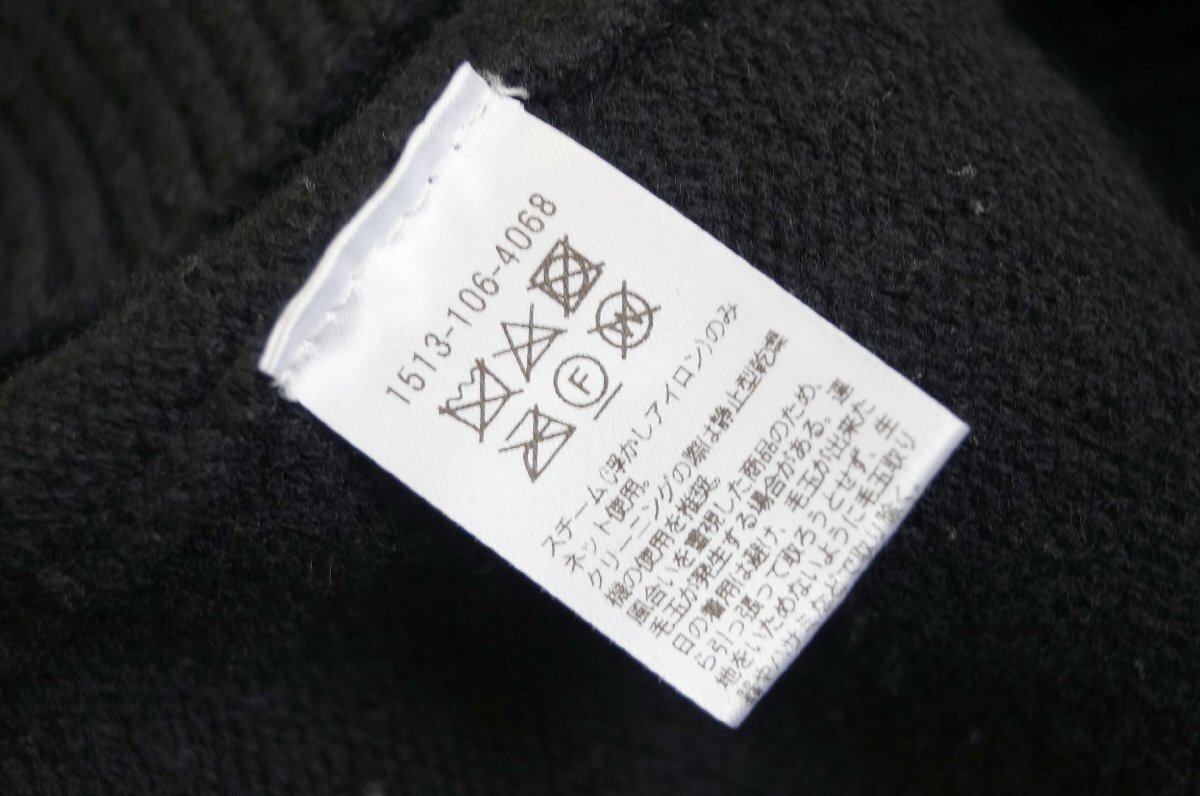 1513-106-4068
F
W
スチーム(浮かしアイロン)のみ
ネット使用。
クリーニングの際は静止型乾燥
機の使用を推奨。
風合いを重視した商品のため、
毛玉が発生する場合がある。連
日の着用は避け、毛玉が出来た
ら引っ張って取ろうとせず、生
地をいためないように毛玉取り